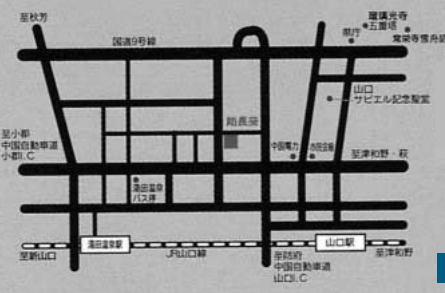 至秋芳
国道9号線
県庁
瑠璃光寺
五重塔
常栄寺雪舟庭
山口
サビエル記念聖堂
至小郡
中国自動車道
小郡I.C
防長苑
中国電力
市民会館
至津和野・萩
湯田温泉
バス停
至新山口
湯田温泉駅
JR山口線
至防府
中国自動車道
山口I.C
山口駅
至津和野